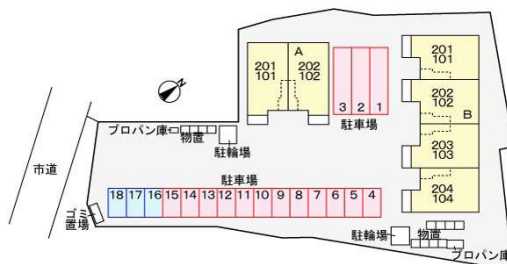 A
201
101
202
102
3
2
1
駐車場
201
101
202
102
B
203
103
204
104
プロパン庫
物置
駐輪場
市道
駐車場
18 17 16 15 14 13 12 11 10 9 8 7 6 5 4
ゴミ
置場
駐輪場
物置
プロパン庫
N